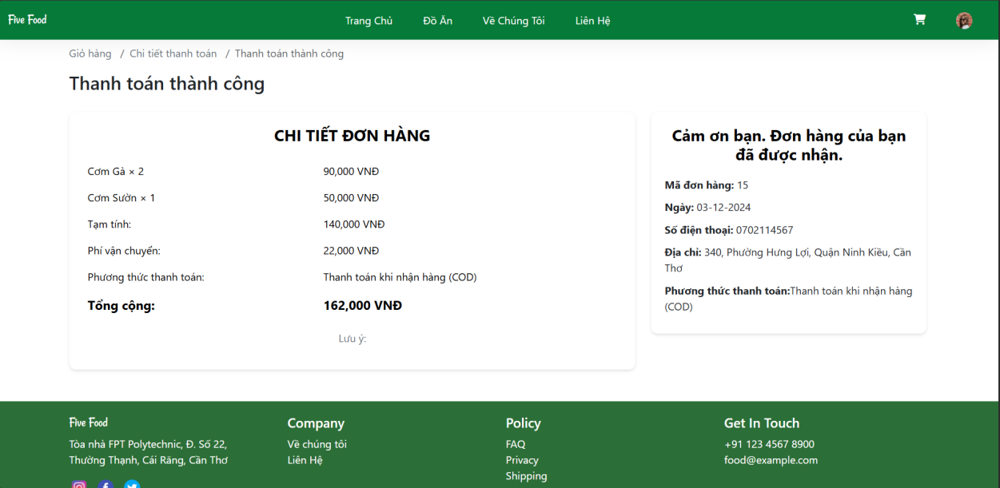 Five Food
Trang Chủ
Đồ Ăn
Về Chúng Tôi
Liên Hệ
Giỏ hàng / Chi tiết thanh toán / Thanh toán thành công
Thanh toán thành công
CHI TIẾT ĐƠN HÀNG
Cơm Gà × 2 90,000 VNĐ
Cơm Sườn × 1 50,000 VNĐ
Tạm tính: 140,000 VNĐ
Phí vận chuyển: 22,000 VNĐ
Phương thức thanh toán: Thanh toán khi nhận hàng (COD)
Tổng cộng: 162,000 VNĐ
Lưu ý:
Cảm ơn bạn. Đơn hàng của bạn
đã được nhận.
Mã đơn hàng: 15
Ngày: 03-12-2024
Số điện thoại: 0702114567
Địa chỉ: 340, Phường Hưng Lợi, Quận Ninh Kiều, Cần
Thơ
Phương thức thanh toán:Thanh toán khi nhận hàng
(COD)
Five Food
Tòa nhà FPT Polytechnic, Đ. Số 22,
Thường Thạnh, Cái Răng, Cần Thơ
Company
Về chúng tôi
Liên Hệ
Policy
FAQ
Privacy
Shipping
Get In Touch
+91 123 4567 8900
food@example.com